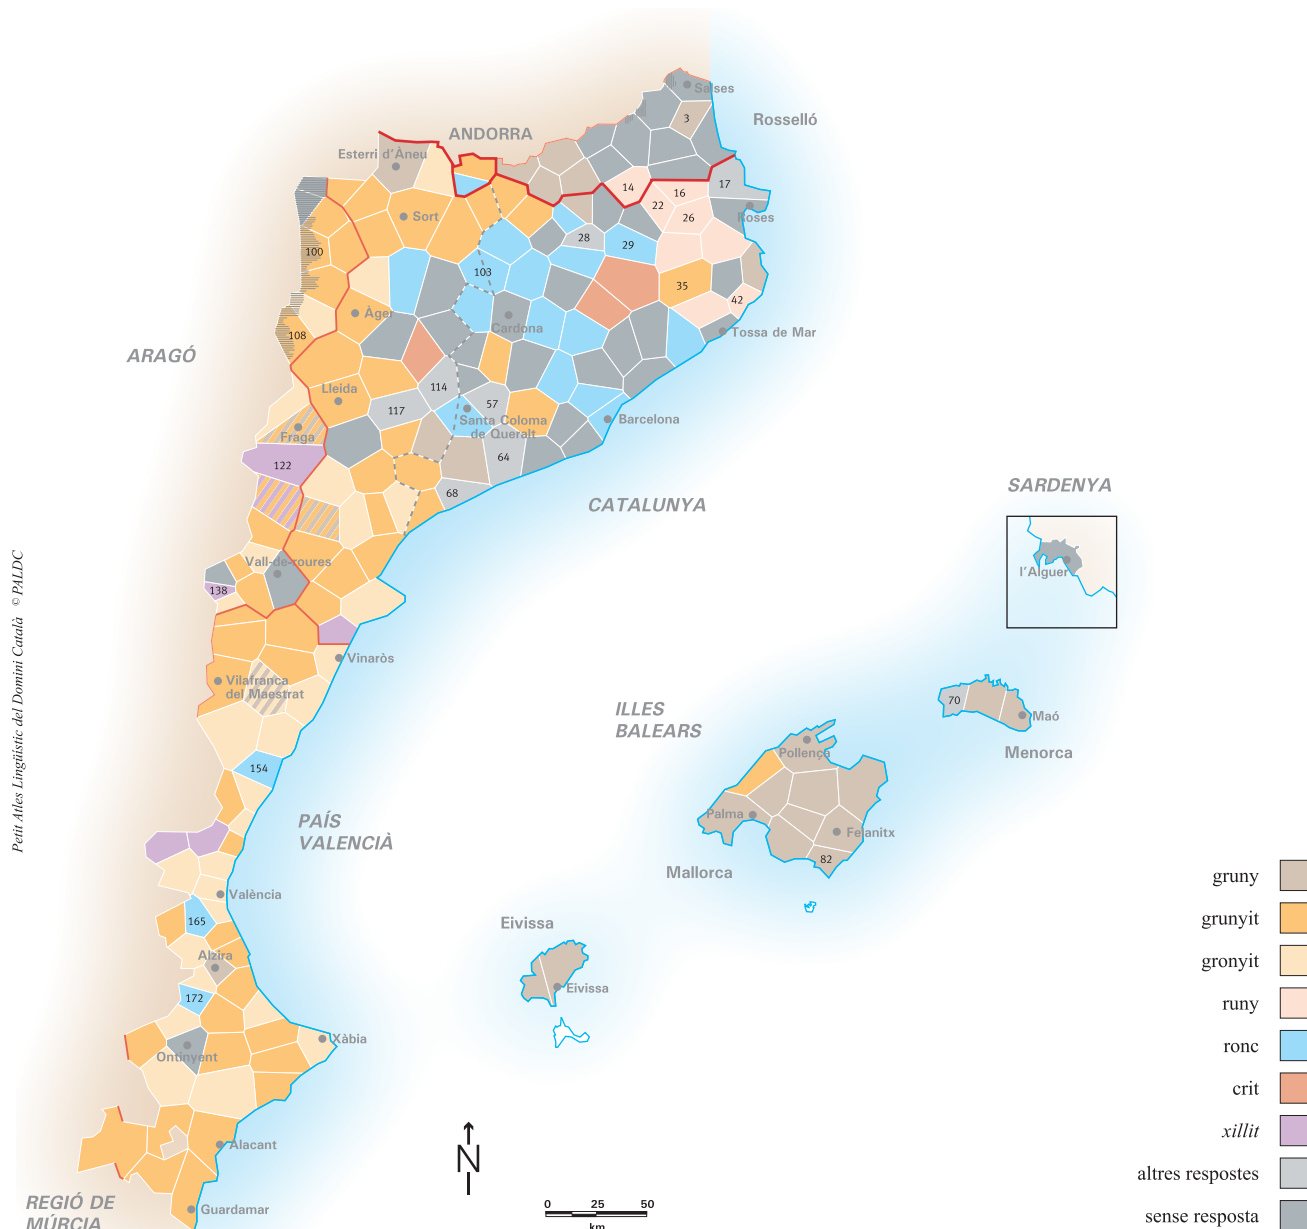 Salses
3
Rosselló
ANDORRA
Esterri d'Àneu
14
16
17
22
26
Roses
Sort
28
29
100
103
35
42
Àger
Cardona
Tossa de Mar
108
ARAGÓ
Lleida
114
117
57
Santa Coloma
de Queralt
Barcelona
Fraga
122
64
68
CATALUNYA
SARDENYA
l'Alguer
Vall-de-roures
138
Vinaròs
Vilafranca
del Maestrat
ILLES
BALEARS
70
Maó
Menorca
Pollença
154
Palma
Felanitx
82
Mallorca
PAÍS
VALENCIÀ
València
165
Alzira
172
Eivissa
Eivissa
Xàbia
Ontinyent
Alacant
Guardamar
REGIÓ DE
MÚRCIA
N
0 25 50
km
Petit Atles Lingüístic del Domini Català © PALDC
gruny
grunyit
gronyit
runy
ronc
crit
xillit
altres respostes
sense resposta